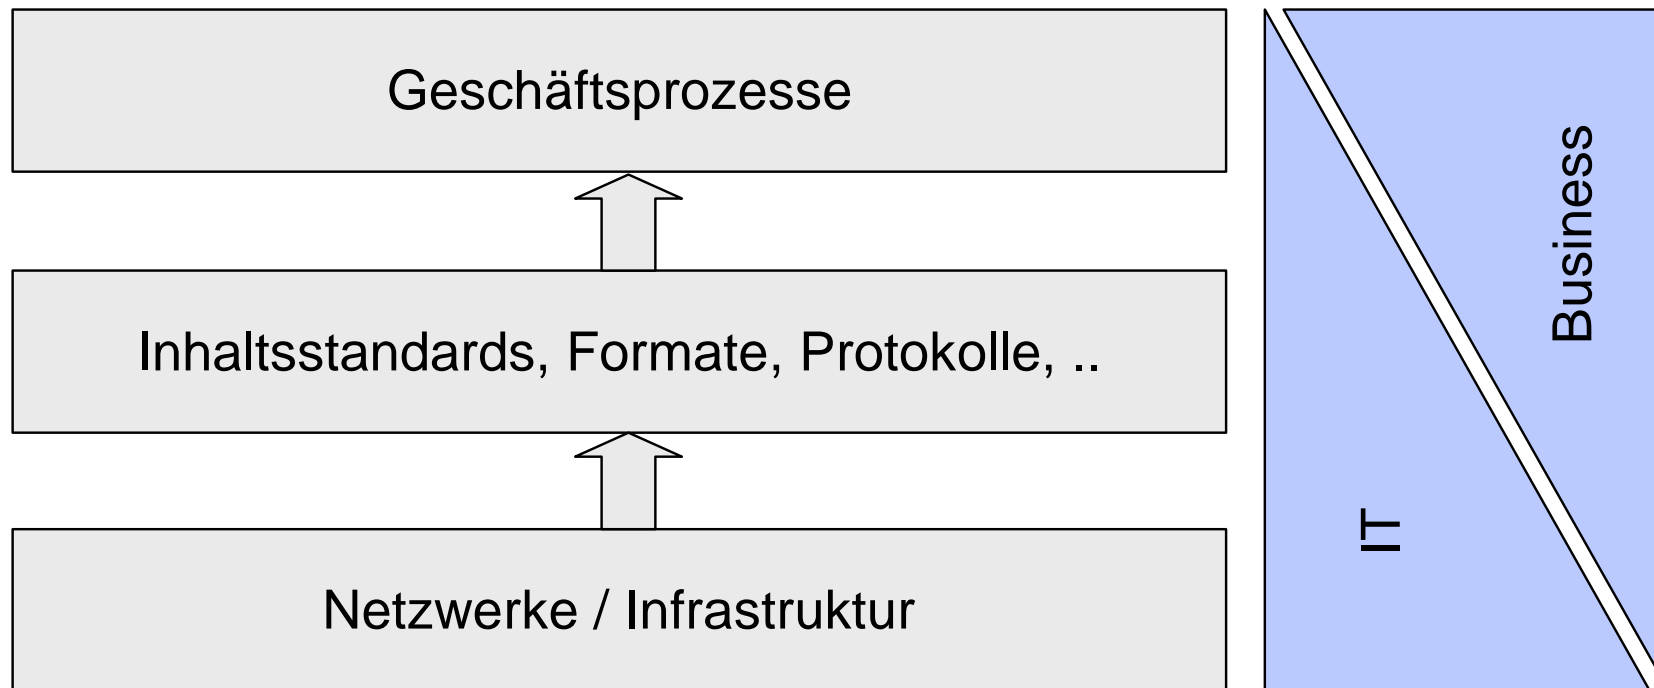 Geschäftsprozesse
Inhaltsstandards, Formate, Protokolle, ..
Netzwerke / Infrastruktur
Business
IT